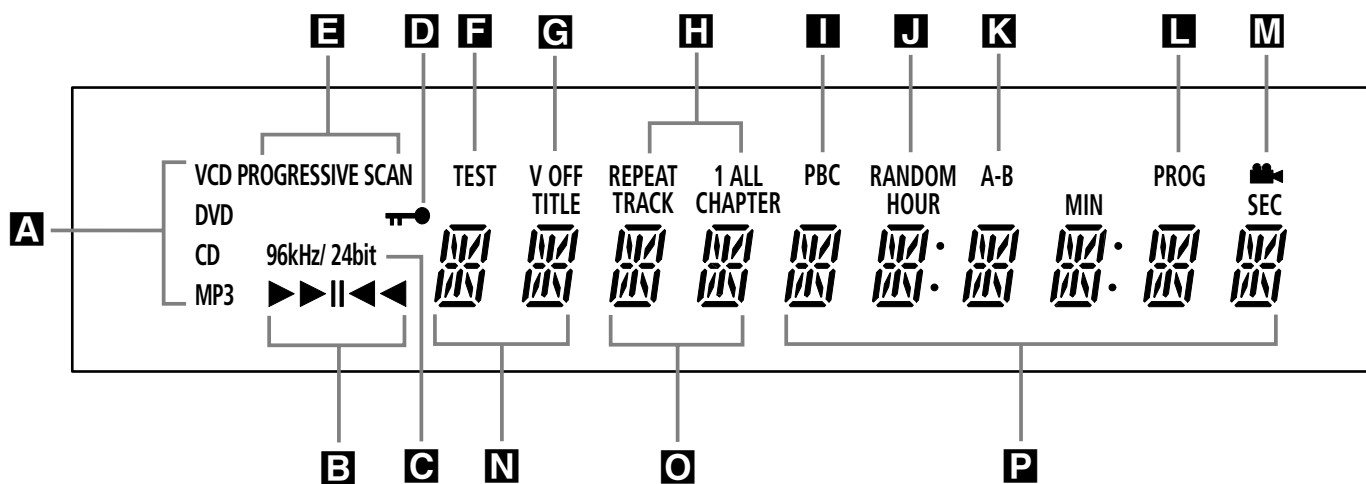 E D F G H I J K L M
VCD PROGRESSIVE SCAN TEST V OFF REPEAT 1 ALL PBC RANDOM A-B PROG
DVD TITLE TRACK CHAPTER HOUR MIN SEC
A
CD 96kHz/ 24bit
MP3
B C N O P